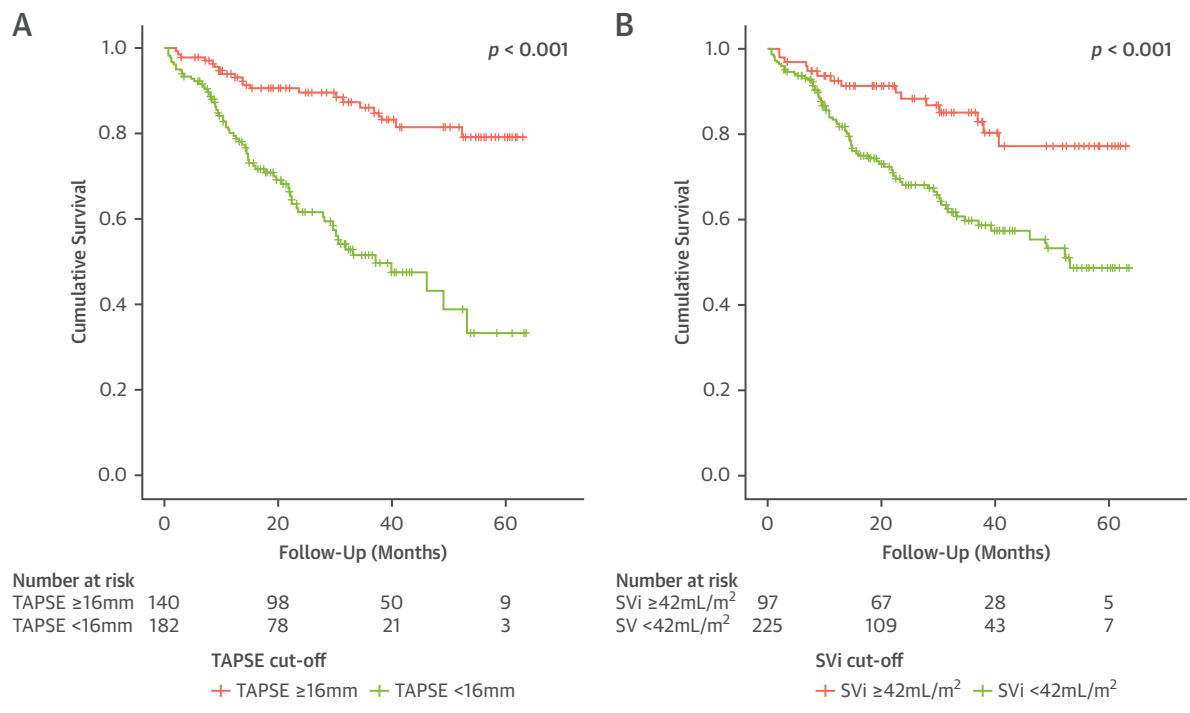 A
p < 0.001
1.0
0.8
0.6
0.4
0.2
0.0
Cumulative Survival
0 20 40 60
Follow-Up (Months)
Number at risk
TAPSE ≥16mm 140 98 50 9
TAPSE <16mm 182 78 21 3
TAPSE cut-off
TAPSE ≥16mm TAPSE <16mm
B
p < 0.001
1.0
0.8
0.6
0.4
0.2
0.0
Cumulative Survival
0 20 40 60
Follow-Up (Months)
Number at risk
SVi ≥42mL/m² 97 67 28 5
SV <42mL/m² 225 109 43 7
SVi cut-off
SVi ≥42mL/m² SVi <42mL/m²